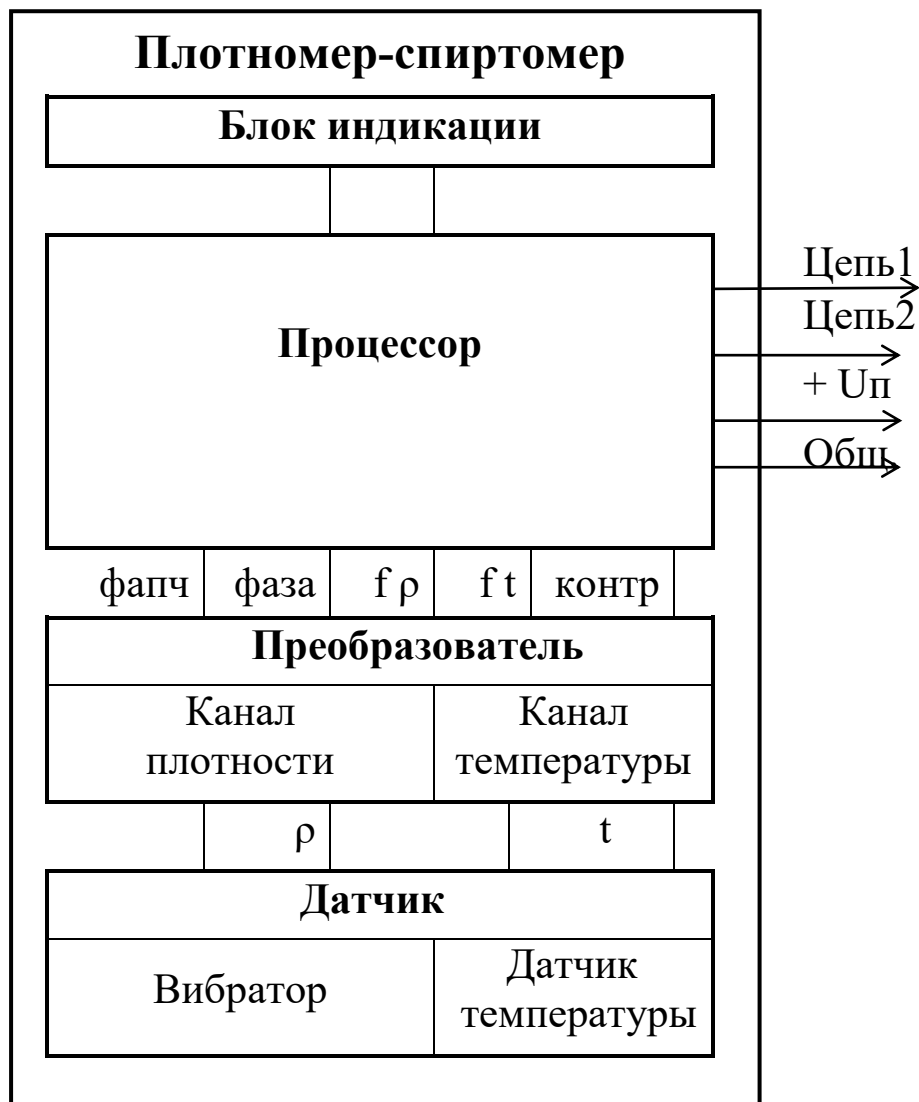 Плотномер-спиртомер
Блок индикации
Цепь1
Цепь2
Процессор
+ Uп
Общ.
фапч фаза f ρ f t контр
Преобразователь
Канал
плотности
Канал
температуры
ρ t
Датчик
Вибратор
Датчик
температуры